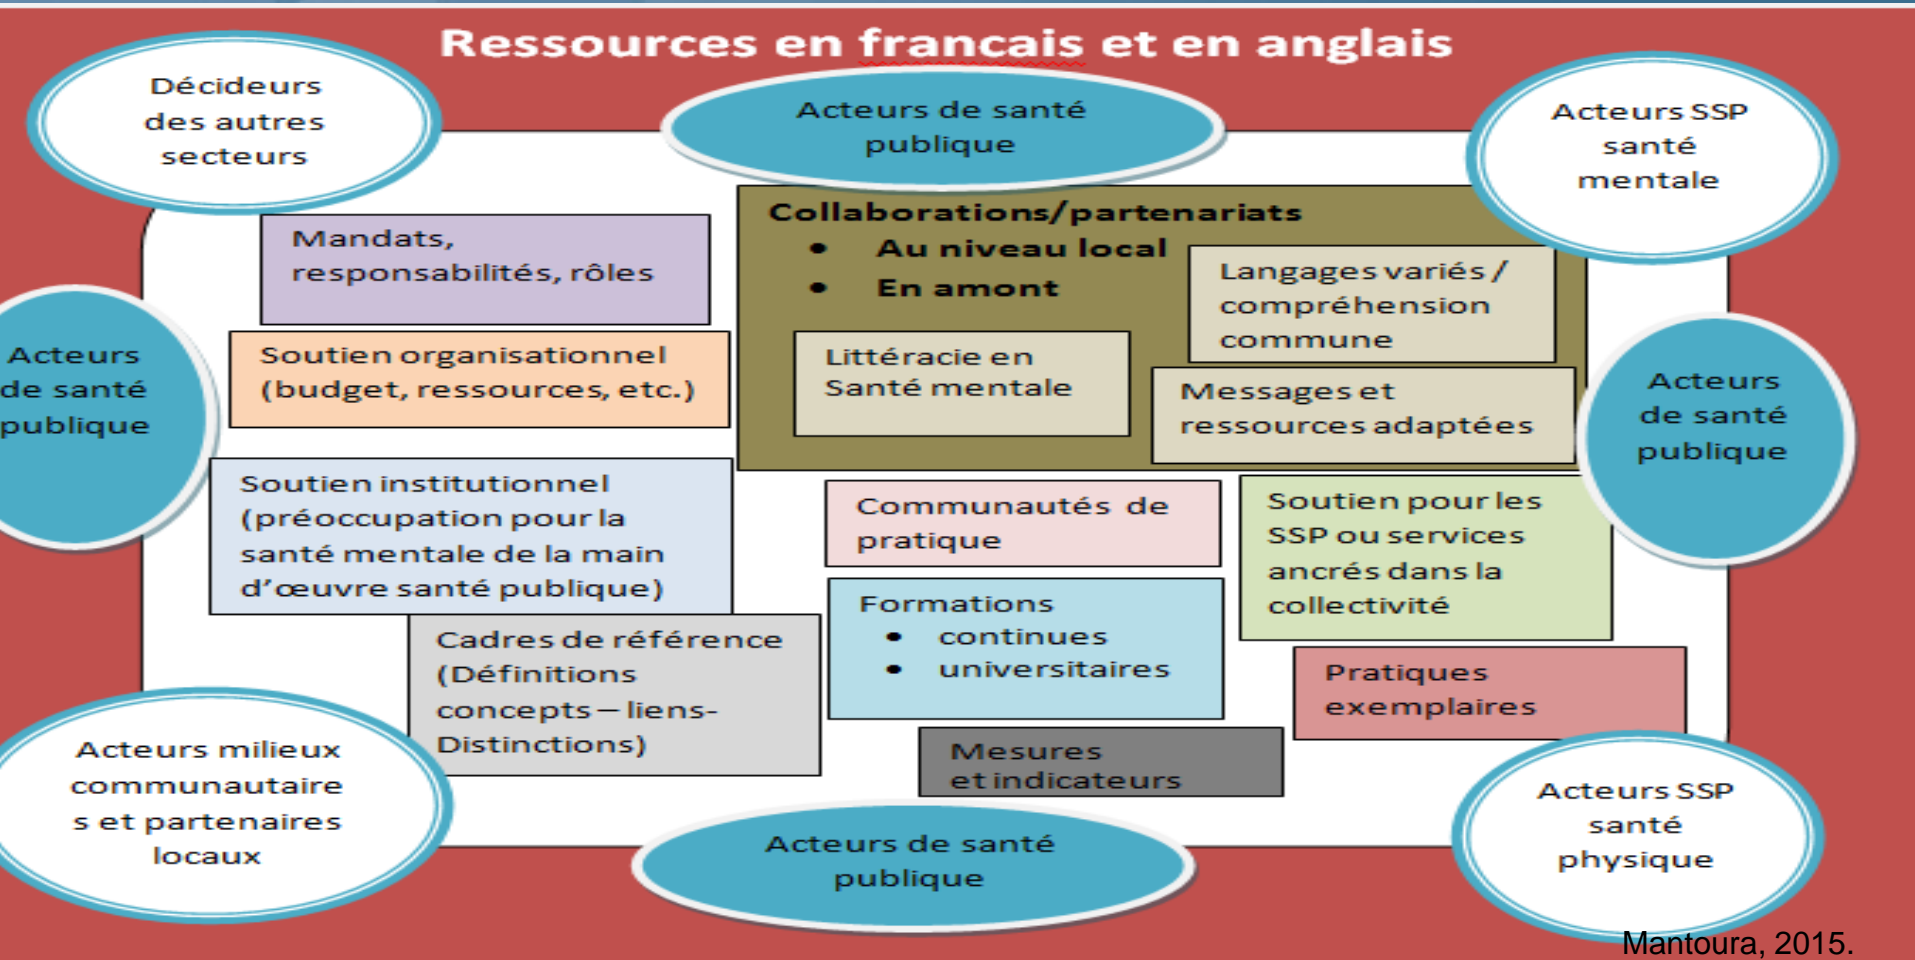 Ressources en francais et en anglais
Décideurs
des autres
secteurs
Acteurs de santé
publique
Acteurs SSP
santé
mentale
Mandats,
responsabilités, rôles
Collaborations/partenariats
• Au niveau local
• En amont
Langages variés /
compréhension
commune
Littéracie en
Santé mentale
Messages et
ressources adaptées
Acteurs
de santé
publique
Soutien organisationnel
(budget, ressources, etc.)
Acteurs
de santé
publique
Soutien institutionnel
(préoccupation pour la
santé mentale de la main
d’œuvre santé publique)
Communautés de
pratique
Soutien pour les
SSP ou services
ancrés dans la
collectivité
Formations
• continues
• universitaires
Cadres de référence
(Définitions
concepts – liens-
Distinctions)
Pratiques
exemplaires
Mesures
et indicateurs
Acteurs milieux
communautaire
s et partenaires
locaux
Acteurs de santé
publique
Acteurs SSP
santé
physique
Mantoura, 2015.